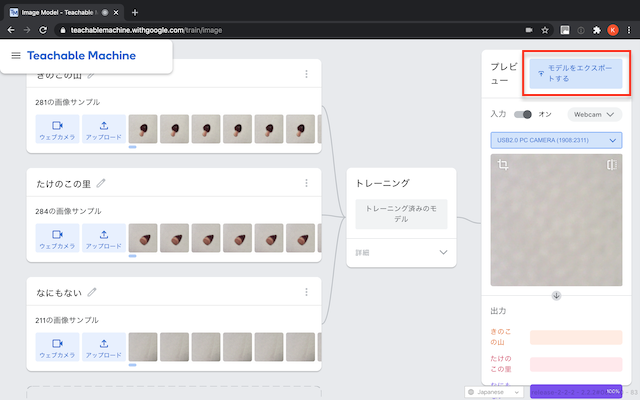 Image Model - Teachable M
teachablemachine.withgoogle.com/train/image
K
Teachable Machine
きのこの山
281の画像サンプル
ウェブカメラ
アップロード
たけのこの里
284の画像サンプル
ウェブカメラ
アップロード
なにもない
211の画像サンプル
ウェブカメラ
アップロード
トレーニング
トレーニング済みのモ
デル
詳細
プレビ
ュー
モデルをエクスポー
トする
入力
オン
Webcam
USB2.0 PC CAMERA (1908:2311)
出力
きのこ
の山
たけの
こ里
なにも
100%
Japanese